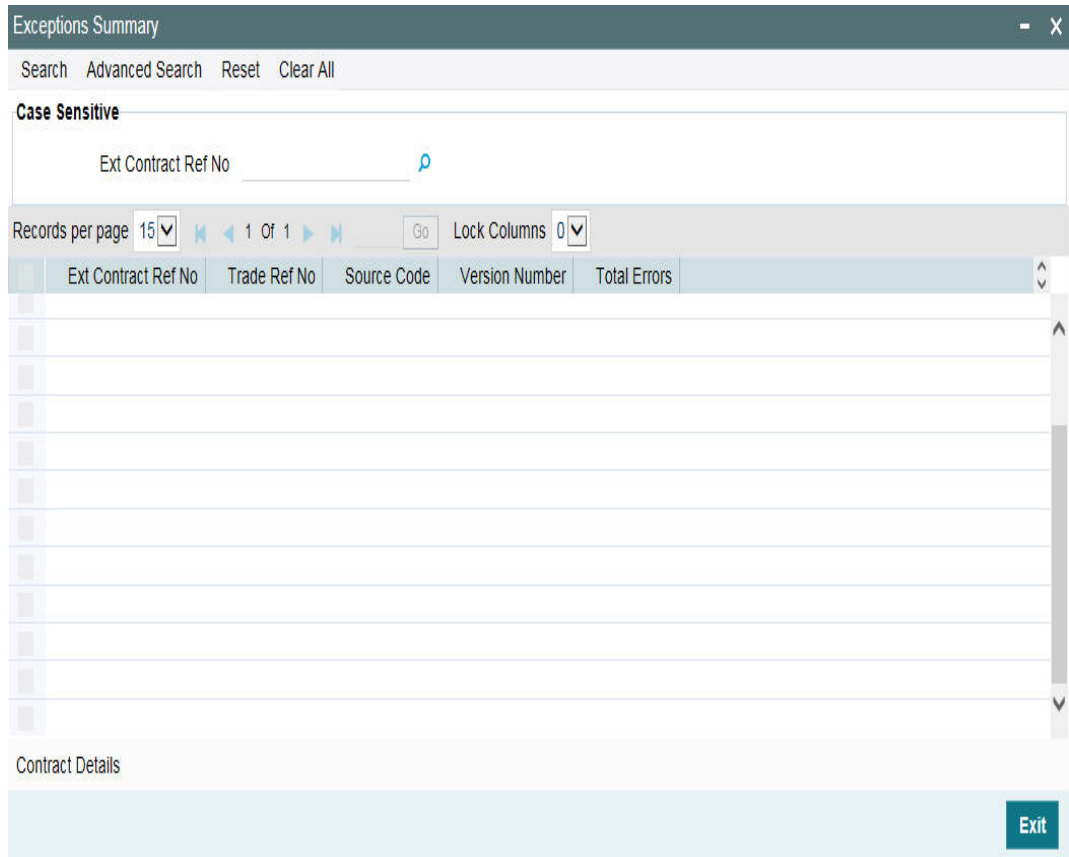 Exceptions Summary
Search Advanced Search Reset Clear All
Case Sensitive
Ext Contract Ref No
Records per page 15 1 Of 1 Go Lock Columns 0
Ext Contract Ref No Trade Ref No Source Code Version Number Total Errors
Contract Details
Exit